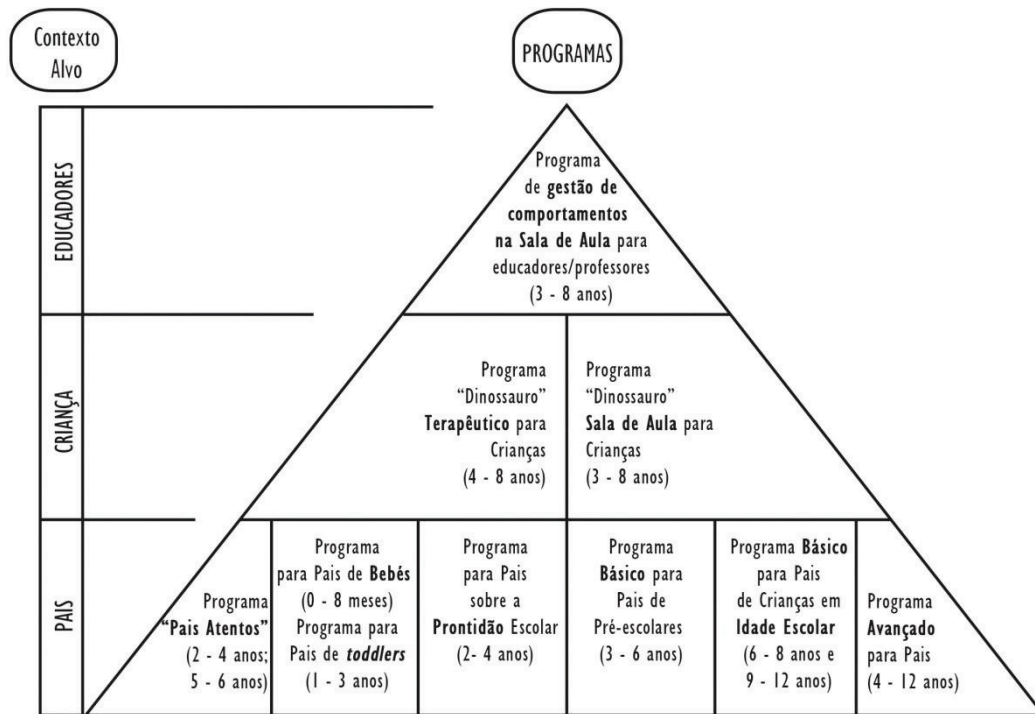 Contexto
Alvo
PROGRAMAS
EDUCADORES
Programa
de gestão de
comportamentos
na Sala de Aula para
educadores/professores
(3 - 8 anos)
CRIANÇA
Programa
“Dinossauro”
Terapêutico para
Crianças
(4 - 8 anos)
Programa
“Dinossauro”
Sala de Aula para
Crianças
(3 - 8 anos)
PAIS
Programa
“Pais Atentos”
(2 - 4 anos;
5 - 6 anos)
Programa
para Pais de Bebés
(0 - 8 meses)
Programa para
Pais de toddlers
(1 - 3 anos)
Programa
para Pais
sobre a
Prontidão Escolar
(2- 4 anos)
Programa
Básico para
Pais de
Pré-escolares
(3 - 6 anos)
Programa Básico
para Pais
de Crianças em
Idade Escolar
(6 - 8 anos e
9 - 12 anos)
Programa
Avançado
para Pais
(4 - 12 anos)